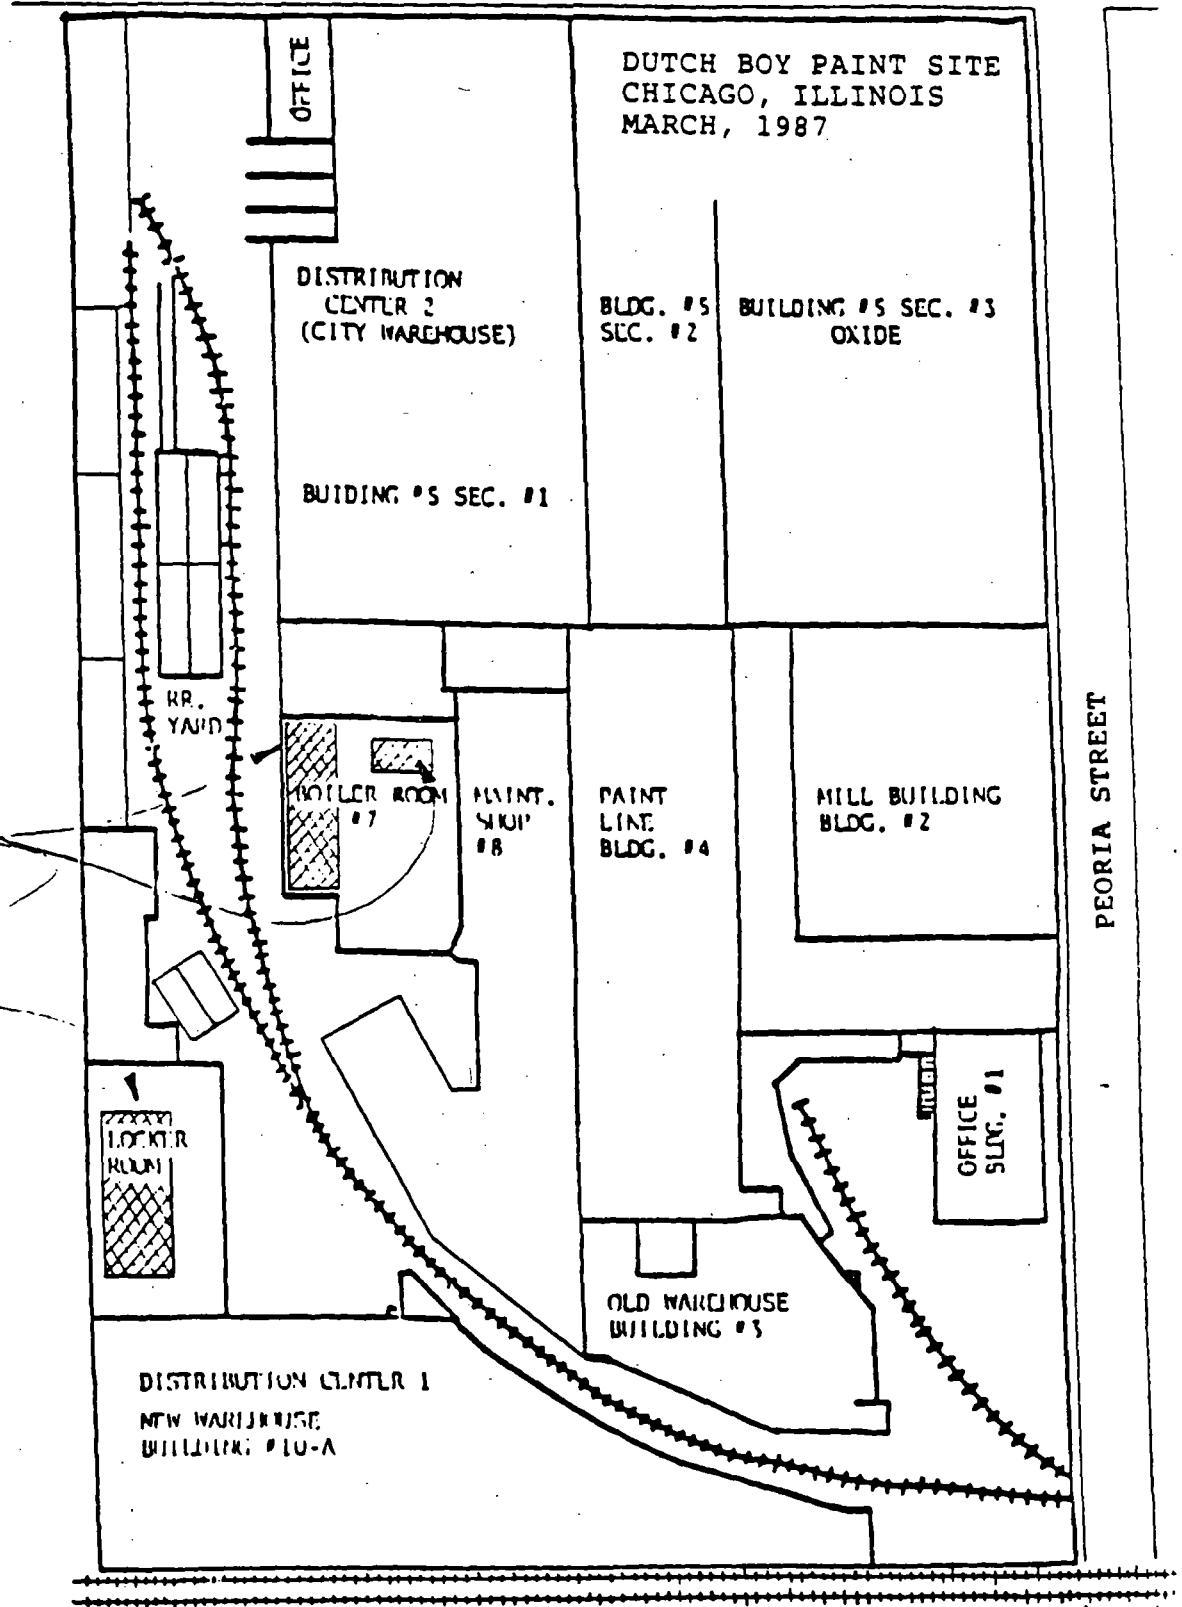 OFFICE
DUTCH BOY PAINT SITE
CHICAGO, ILLINOIS
MARCH, 1987
DISTRIBUTION
CENTER 2
(CITY WAREHOUSE)
BLDG. #5
SEC. #2
BUILDING #5 SEC. #3
OXIDE
BUIDING #5 SEC. #1
RR.
YARD
BOILER ROOM
#7
MAINT.
SHOP
#8
PAINT
LINE
BLDG. #4
MILL BUILDING
BLDG. #2
PEORIA STREET
LOCKER
ROOM
OFFICE
BLDG. #1
OLD WAREHOUSE
BUILDING #3
DISTRIBUTION CENTER 1
NEW WAREHOUSE
BUILDING #10-A